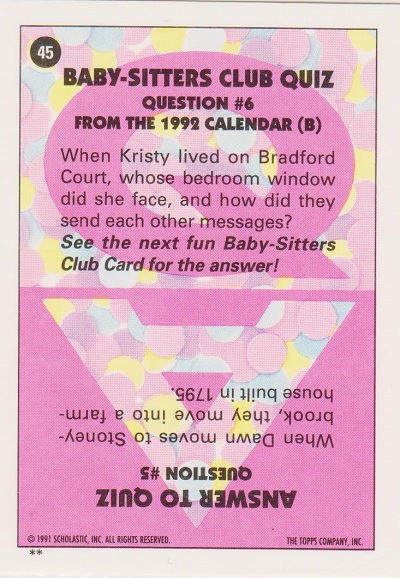 45
BABY-SITTERS CLUB QUIZ
QUESTION #6
FROM THE 1992 CALENDAR (B)
When Kristy lived on Bradford
Court, whose bedroom window
did she face, and how did they
send each other messages?
See the next fun Baby-Sitters
Club Card for the answer!
ANSWER TO QUIZ
QUESTION #5
When Dawn moves to Stoney-
brook, they move into a farm-
house built in 1795.
© 1991 SCHOLASTIC, INC. ALL RIGHTS RESERVED.
THE TOPPS COMPANY, INC.
**